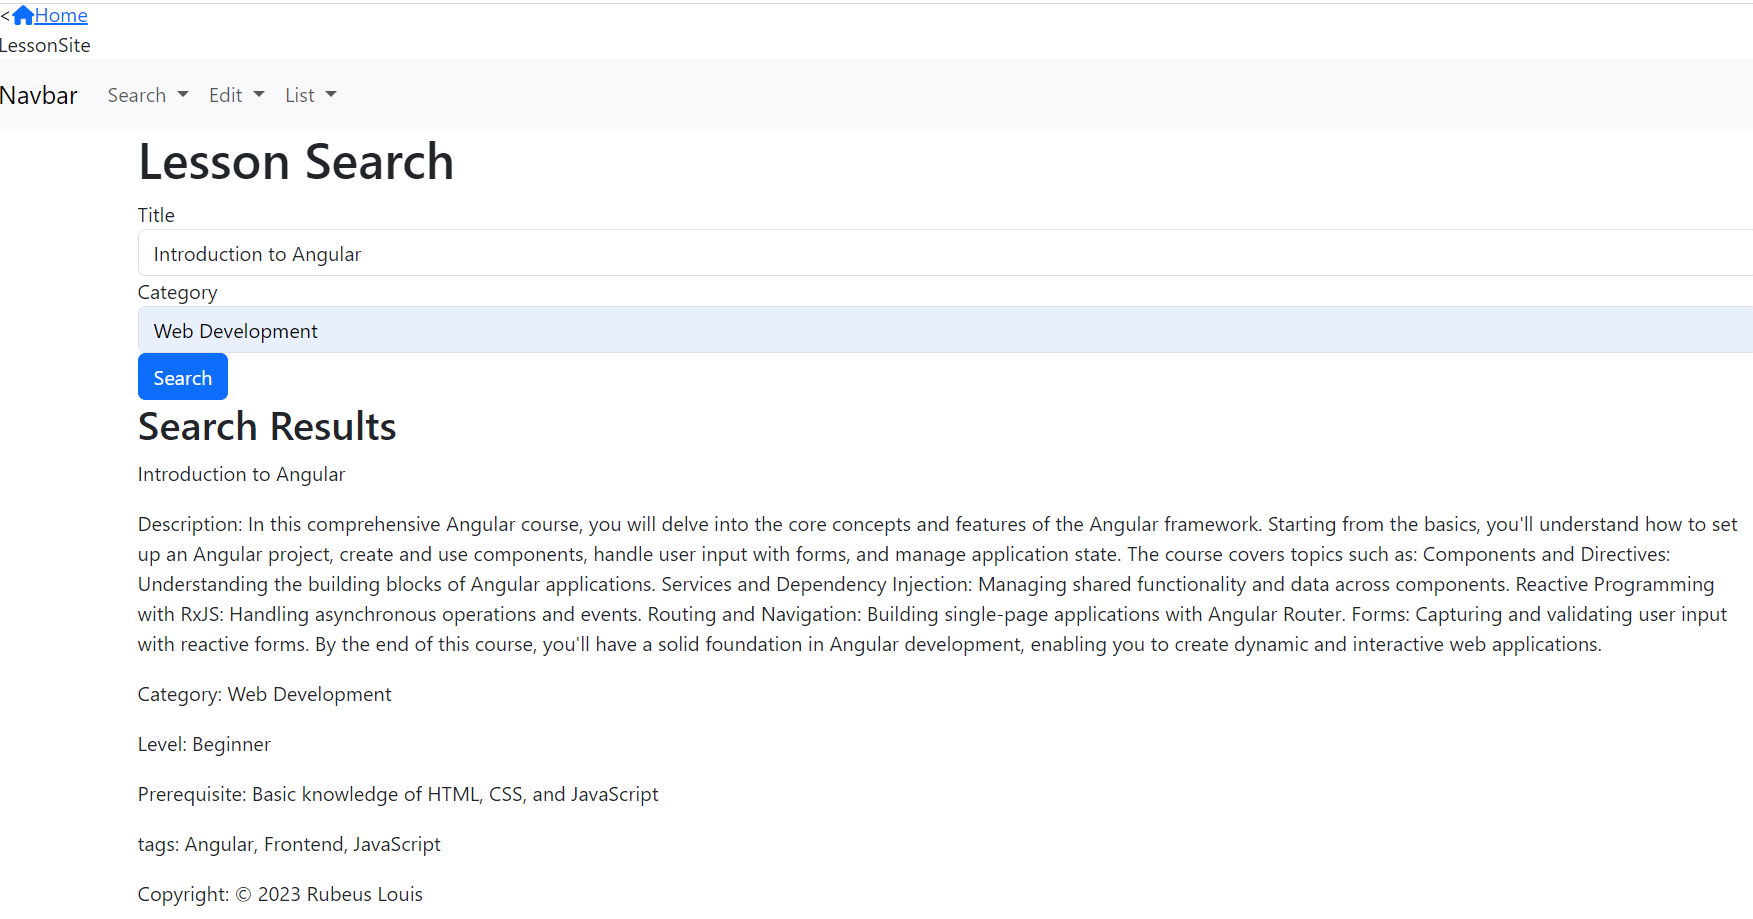 <Home
LessonSite
Navbar Search Edit List
Lesson Search
Title
Introduction to Angular
Category
Web Development
Search
Search Results
Introduction to Angular
Description: In this comprehensive Angular course, you will delve into the core concepts and features of the Angular framework. Starting from the basics, you'll understand how to set
up an Angular project, create and use components, handle user input with forms, and manage application state. The course covers topics such as: Components and Directives:
Understanding the building blocks of Angular applications. Services and Dependency Injection: Managing shared functionality and data across components. Reactive Programming
with RxJS: Handling asynchronous operations and events. Routing and Navigation: Building single-page applications with Angular Router. Forms: Capturing and validating user input
with reactive forms. By the end of this course, you'll have a solid foundation in Angular development, enabling you to create dynamic and interactive web applications.
Category: Web Development
Level: Beginner
Prerequisite: Basic knowledge of HTML, CSS, and JavaScript
tags: Angular, Frontend, JavaScript
Copyright: © 2023 Rubeus Louis